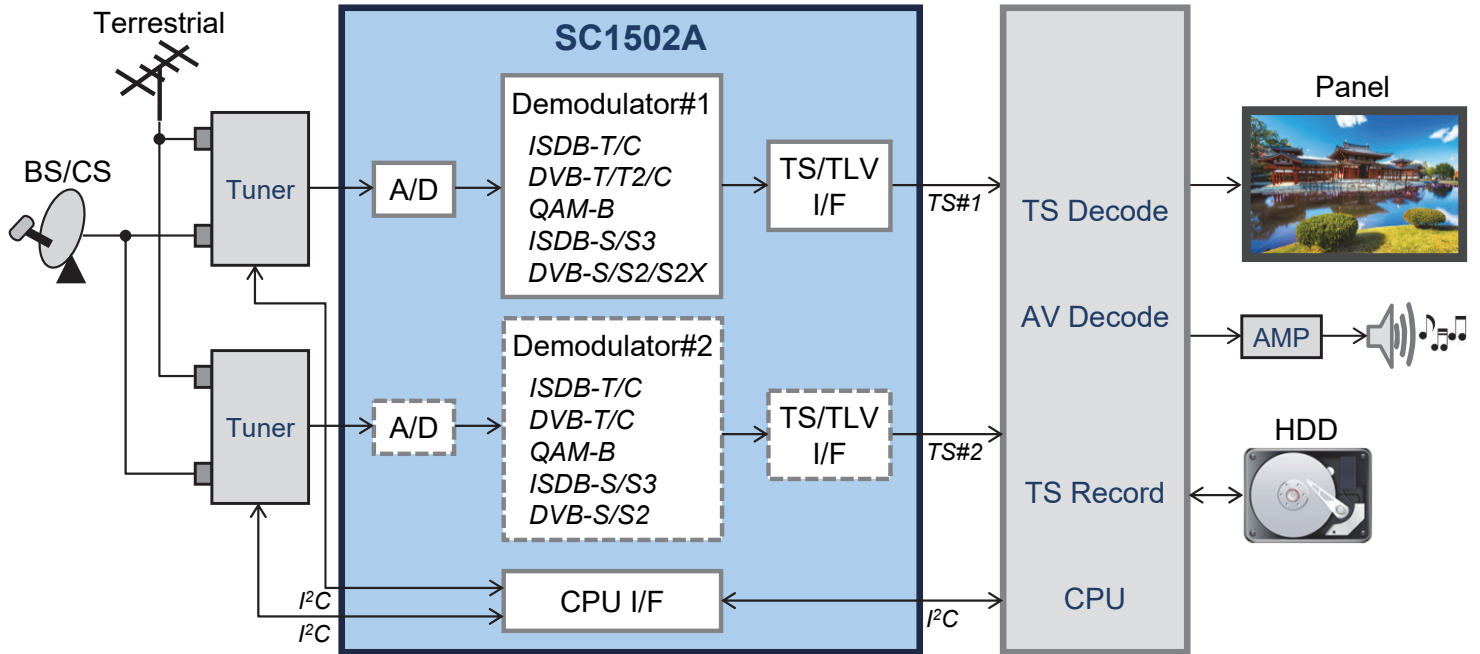 Terrestrial
BS/CS
Tuner
Tuner
SC1502A
A/D
Demodulator#1
ISDB-T/C
DVB-T/T2/C
QAM-B
ISDB-S/S3
DVB-S/S2/S2X
TS/TLV
I/F
TS#1
A/D
Demodulator#2
ISDB-T/C
DVB-T/C
QAM-B
ISDB-S/S3
DVB-S/S2
TS/TLV
I/F
TS#2
I²C
I²C
CPU I/F
I²C
TS Decode
AV Decode
TS Record
CPU
Panel
AMP
HDD